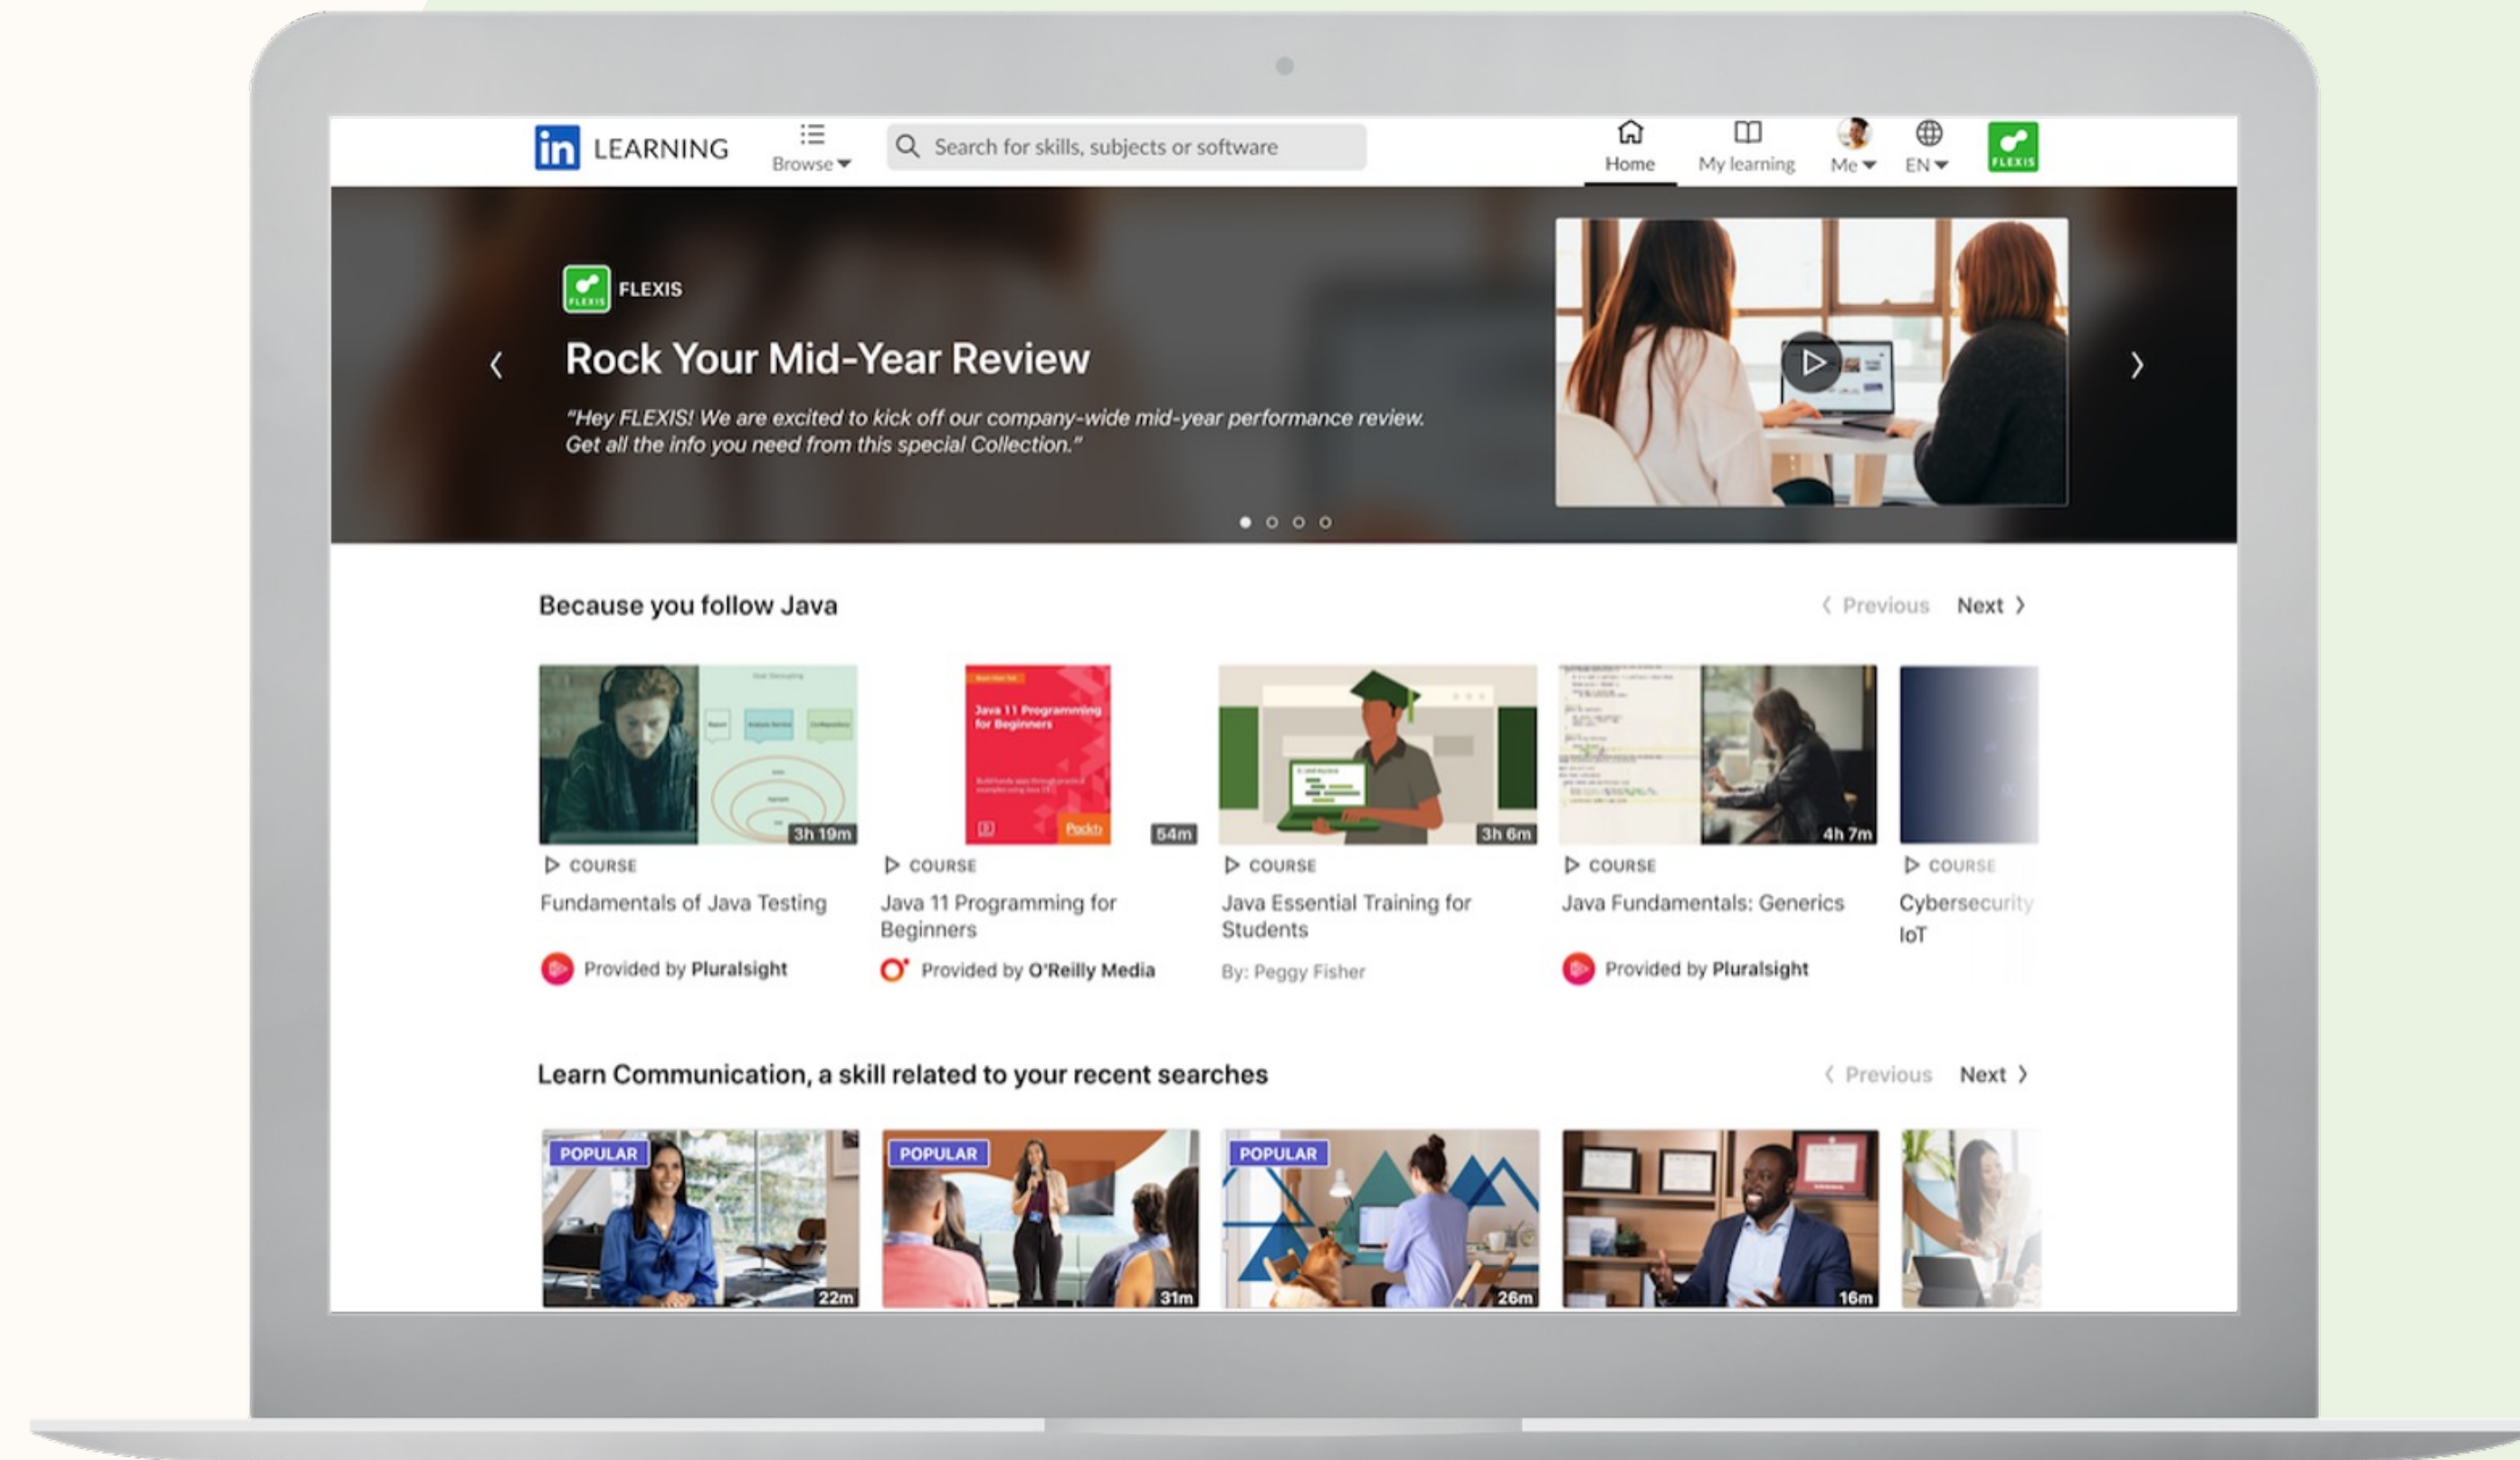 in LEARNING
Browse
Search for skills, subjects or software
Home
My learning
Me
EN
FLEXIS
FLEXIS
FLEXIS
Rock Your Mid-Year Review
"Hey FLEXIS! We are excited to kick off our company-wide mid-year performance review.
Get all the info you need from this special Collection."
Because you follow Java
Previous Next
3h 19m
Java 11 Programming
for Beginners
Packt>
54m
3h 6m
4h 7m
COURSE
Fundamentals of Java Testing
Provided by Pluralsight
COURSE
Java 11 Programming for
Beginners
Provided by O'Reilly Media
COURSE
Java Essential Training for
Students
By: Peggy Fisher
COURSE
Java Fundamentals: Generics
Provided by Pluralsight
COURSE
Cybersecurity
IoT
Learn Communication, a skill related to your recent searches
Previous Next
POPULAR
22m
POPULAR
31m
POPULAR
26m
16m